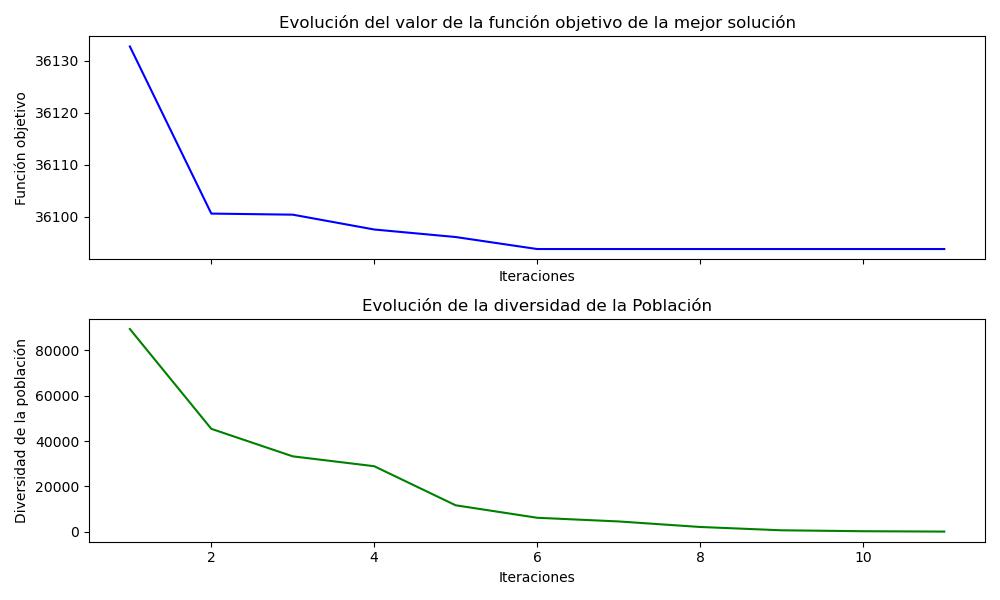 Evolución del valor de la función objetivo de la mejor solución
Función objetivo
36130
36120
36110
36100
Iteraciones
Evolución de la diversidad de la Población
Diversidad de la población
80000
60000
40000
20000
0
2 4 6 8 10
Iteraciones